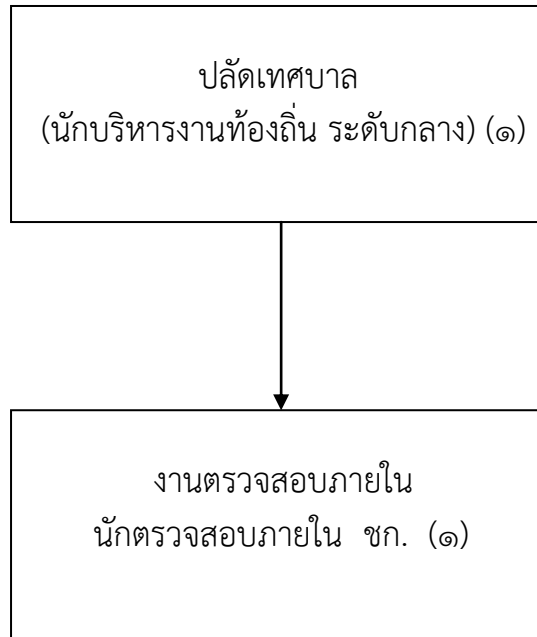 ปลัดเทศบาล
(นักบริหารงานท้องถิ่น ระดับกลาง) (๑)
งานตรวจสอบภายใน
นักตรวจสอบภายใน ชก. (๑)